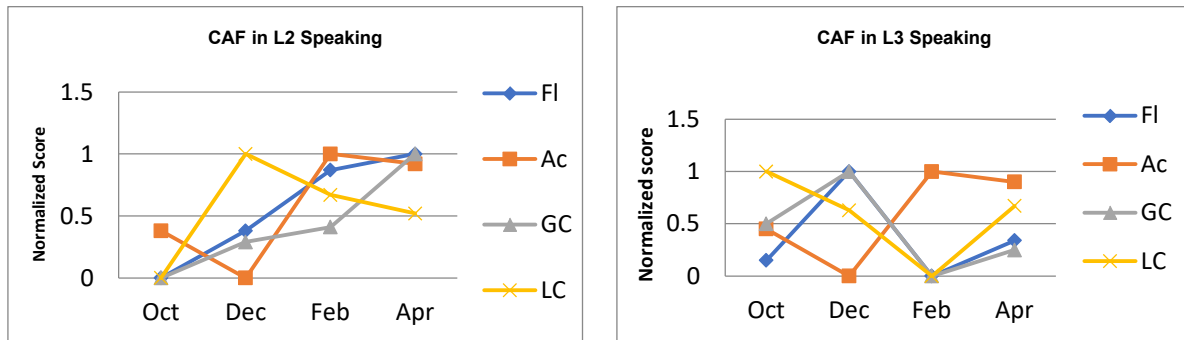 CAF in L2 Speaking
Normalized Score
1.5
1
0.5
0
Oct Dec Feb Apr
Fl
Ac
GC
LC
CAF in L3 Speaking
Normalized score
1.5
1
0.5
0
Oct Dec Feb Apr
Fl
Ac
GC
LC